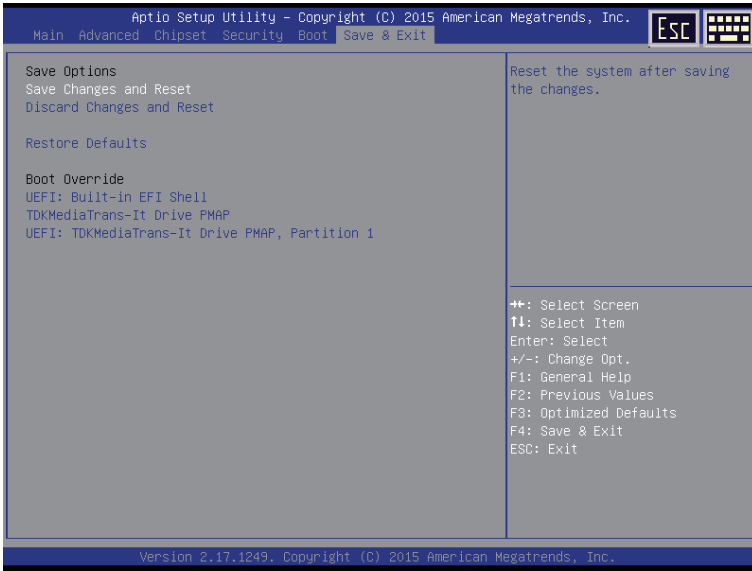 Aptio Setup Utility – Copyright (C) 2015 American Megatrends, Inc.
Main Advanced Chipset Security Boot Save & Exit
Esc
Save Options
Save Changes and Reset
Discard Changes and Reset
Restore Defaults
Boot Override
UEFI: Built-in EFI Shell
TDKMediaTrans-It Drive PMAP
UEFI: TDKMediaTrans-It Drive PMAP, Partition 1
Reset the system after saving
the changes.
→←: Select Screen
↑↓: Select Item
Enter: Select
+/-: Change Opt.
F1: General Help
F2: Previous Values
F3: Optimized Defaults
F4: Save & Exit
ESC: Exit
Version 2.17.1249. Copyright (C) 2015 American Megatrends, Inc.